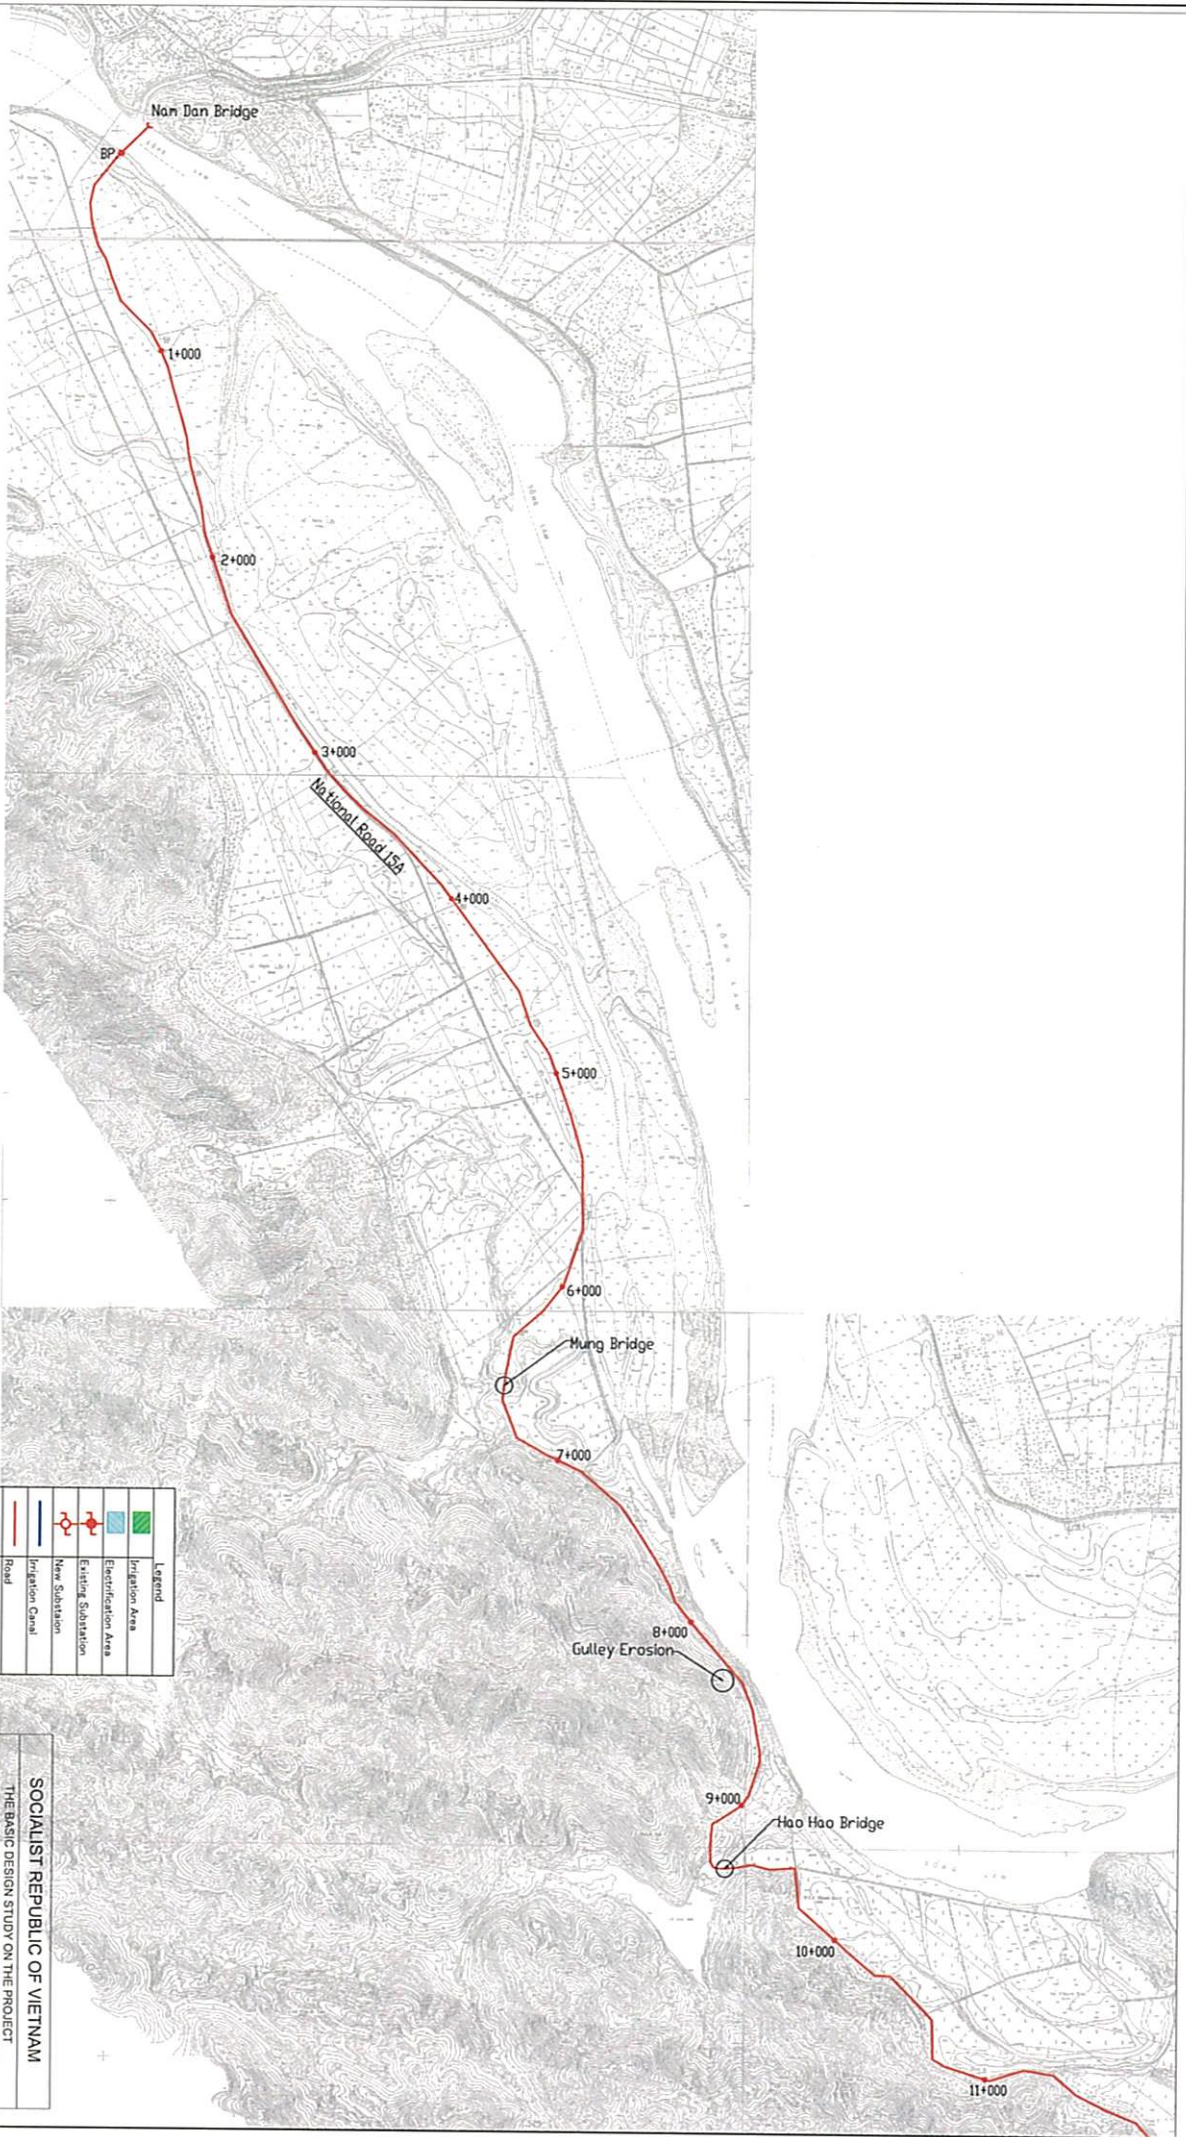 Nam Dan Bridge
BP
1+000
2+000
3+000
National Road 15A
4+000
5+000
6+000
Mung Bridge
7+000
8+000
Gulley Erosion
9+000
Hao Hao Bridge
10+000
11+000
Legend
Irrigation Area
Electrification Area
Existing Substation
New Substaion
Irrigation Canal
Road
SOCIALIST REPUBLIC OF VIETNAM
THE BASIC DESIGN STUDY ON THE PROJECT